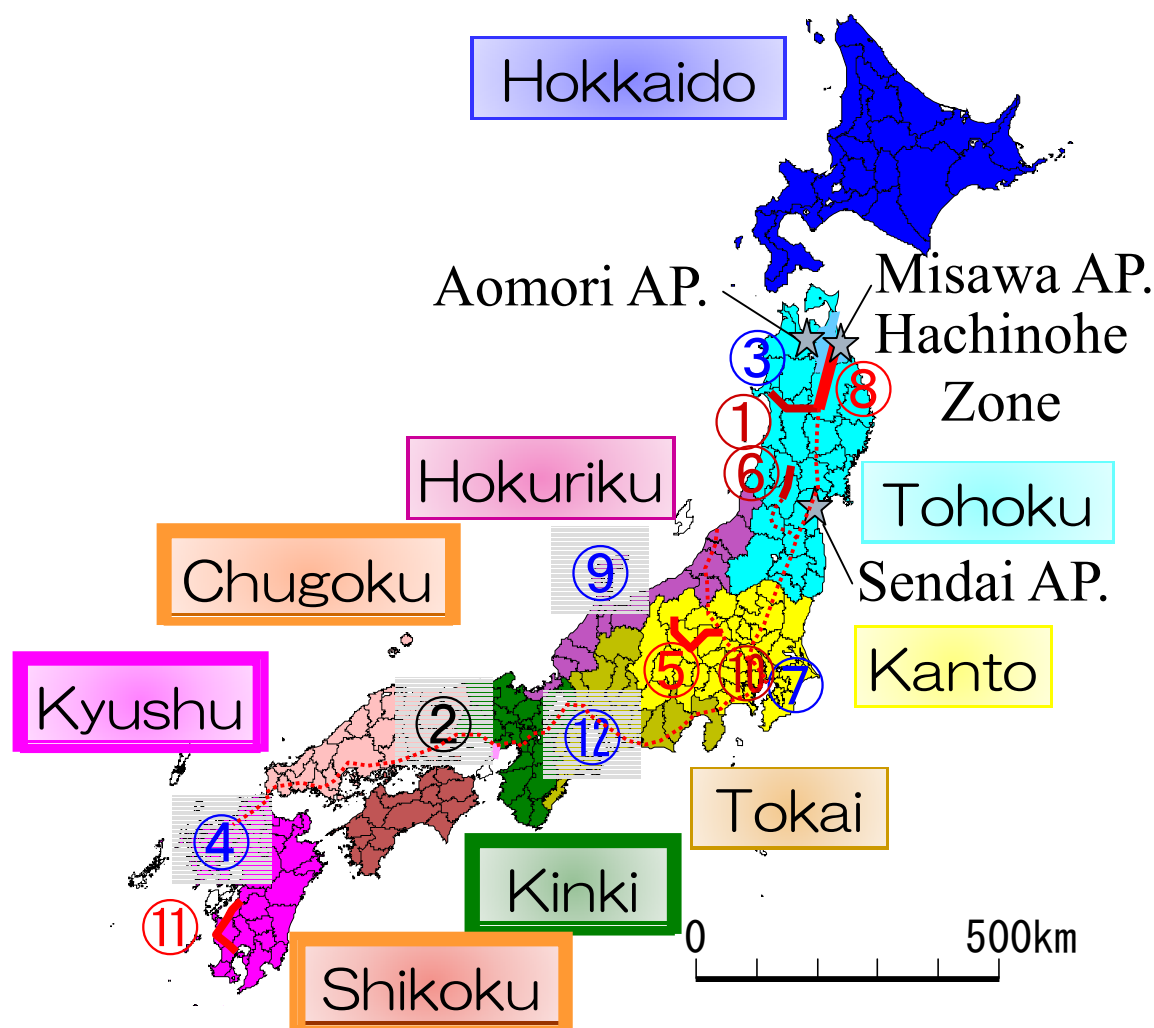 Hokkaido
Aomori AP.
Misawa AP.
Hachinohe
Zone
③
⑧
①
Hokuriku
⑥
Tohoku
Chugoku
⑨
Sendai AP.
Kanto
Kyushu
⑤
⑩
⑦
②
⑫
Tokai
④
Kinki
⑪
0
500km
Shikoku